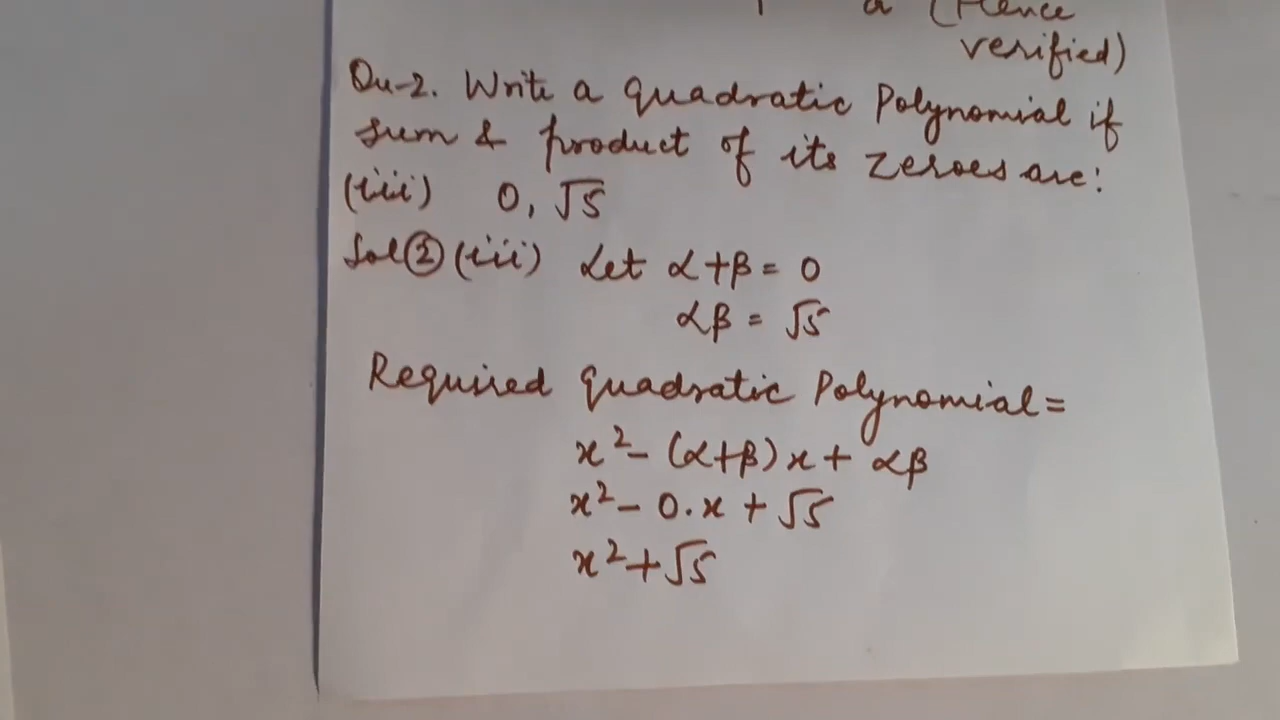 a (Hence
verified)
Qu-2. Write a quadratic Polynomial if
sum & product of its zeroes are:
(iii) 0, √5
Sol ② (iii) Let α+β = 0
αβ = √5
Required quadratic Polynomial =
x² - (α+β)x + αβ
x² - 0.x + √5
x² + √5